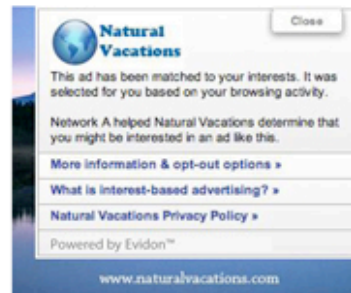 Close
Natural
Vacations
This ad has been matched to your interests. It was
selected for you based on your browsing activity.
Network A helped Natural Vacations determine that
you might be interested in an ad like this.
More information & opt-out options »
What is interest-based advertising? »
Natural Vacations Privacy Policy »
Powered by Evidon™
www.naturalvacations.com